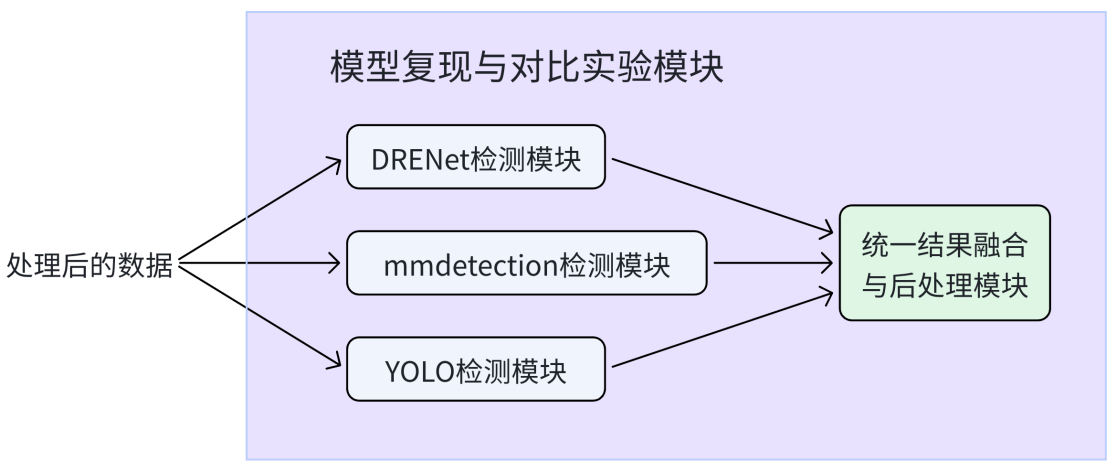 模型复现与对比实验模块
处理后的数据
DRENet检测模块
mmdetection检测模块
YOLO检测模块
统一结果融合
与后处理模块